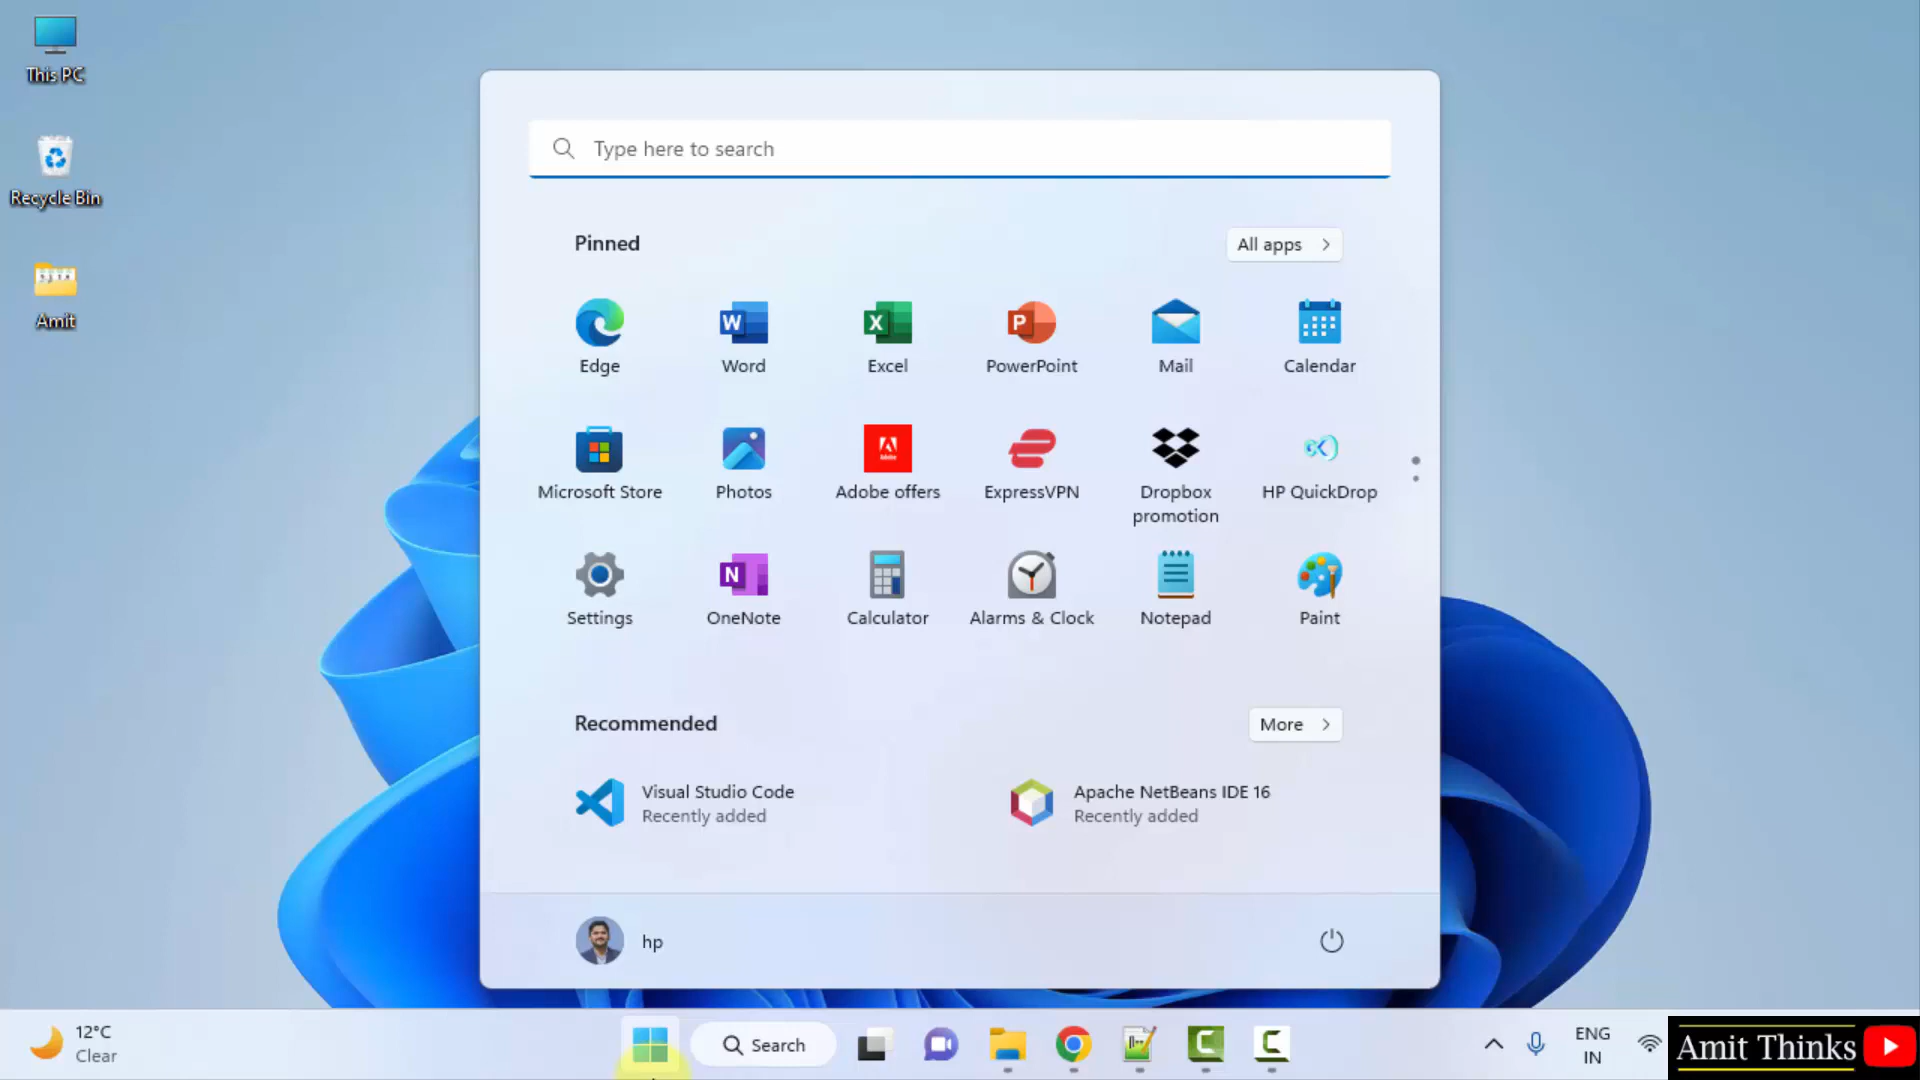 This PC
Recycle Bin
Amit
Type here to search
Pinned
All apps
Edge
Word
Excel
PowerPoint
Mail
Calendar
Microsoft Store
Photos
Adobe offers
ExpressVPN
Dropbox
promotion
HP QuickDrop
Settings
OneNote
Calculator
Alarms & Clock
Notepad
Paint
Recommended
More
Visual Studio Code
Recently added
Apache NetBeans IDE 16
Recently added
hp
12°C
Clear
Search
ENG
IN
Amit Thinks